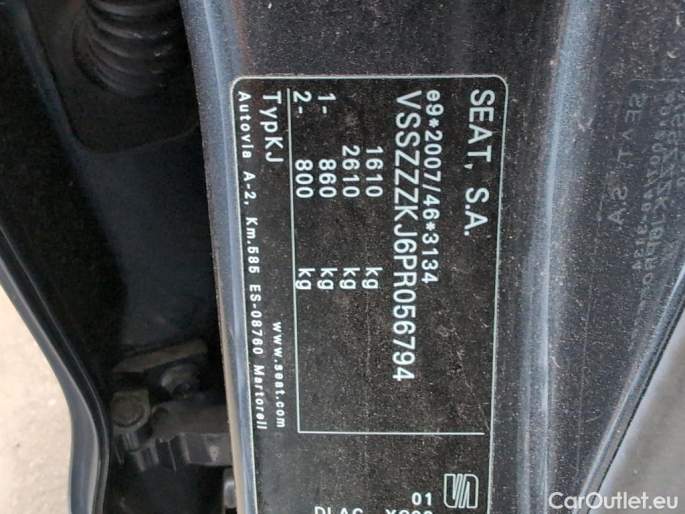 SEAT, S.A.
e9*2007/46*3134
VSSZZZKJ6PR056794
1610 kg
2610 kg
1- 860 kg
2- 800 kg
TypKJ www.seat.com
Autovia A-2, Km.585 ES-08760 Martorell
01
CarOutlet.eu